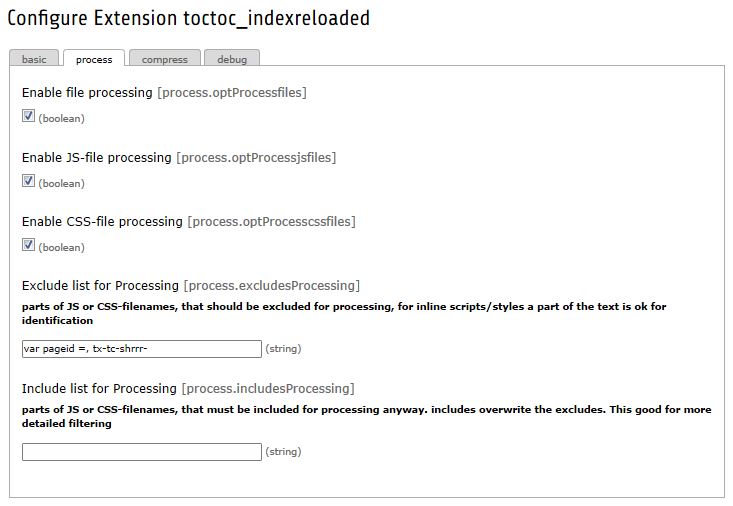 Configure Extension toctoc_indexreloaded
basic process compress debug
Enable file processing [process.optProcessfiles]
(boolean)
Enable JS-file processing [process.optProcessjsfiles]
(boolean)
Enable CSS-file processing [process.optProcesscssfiles]
(boolean)
Exclude list for Processing [process.excludesProcessing]
parts of JS or CSS-filenames, that should be excluded for processing, for inline scripts/styles a part of the text is ok for
identification
var pageid =, tx-tc-shrrr- (string)
Include list for Processing [process.includesProcessing]
parts of JS or CSS-filenames, that must be included for processing anyway. includes overwrite the excludes. This good for more
detailed filtering
(string)